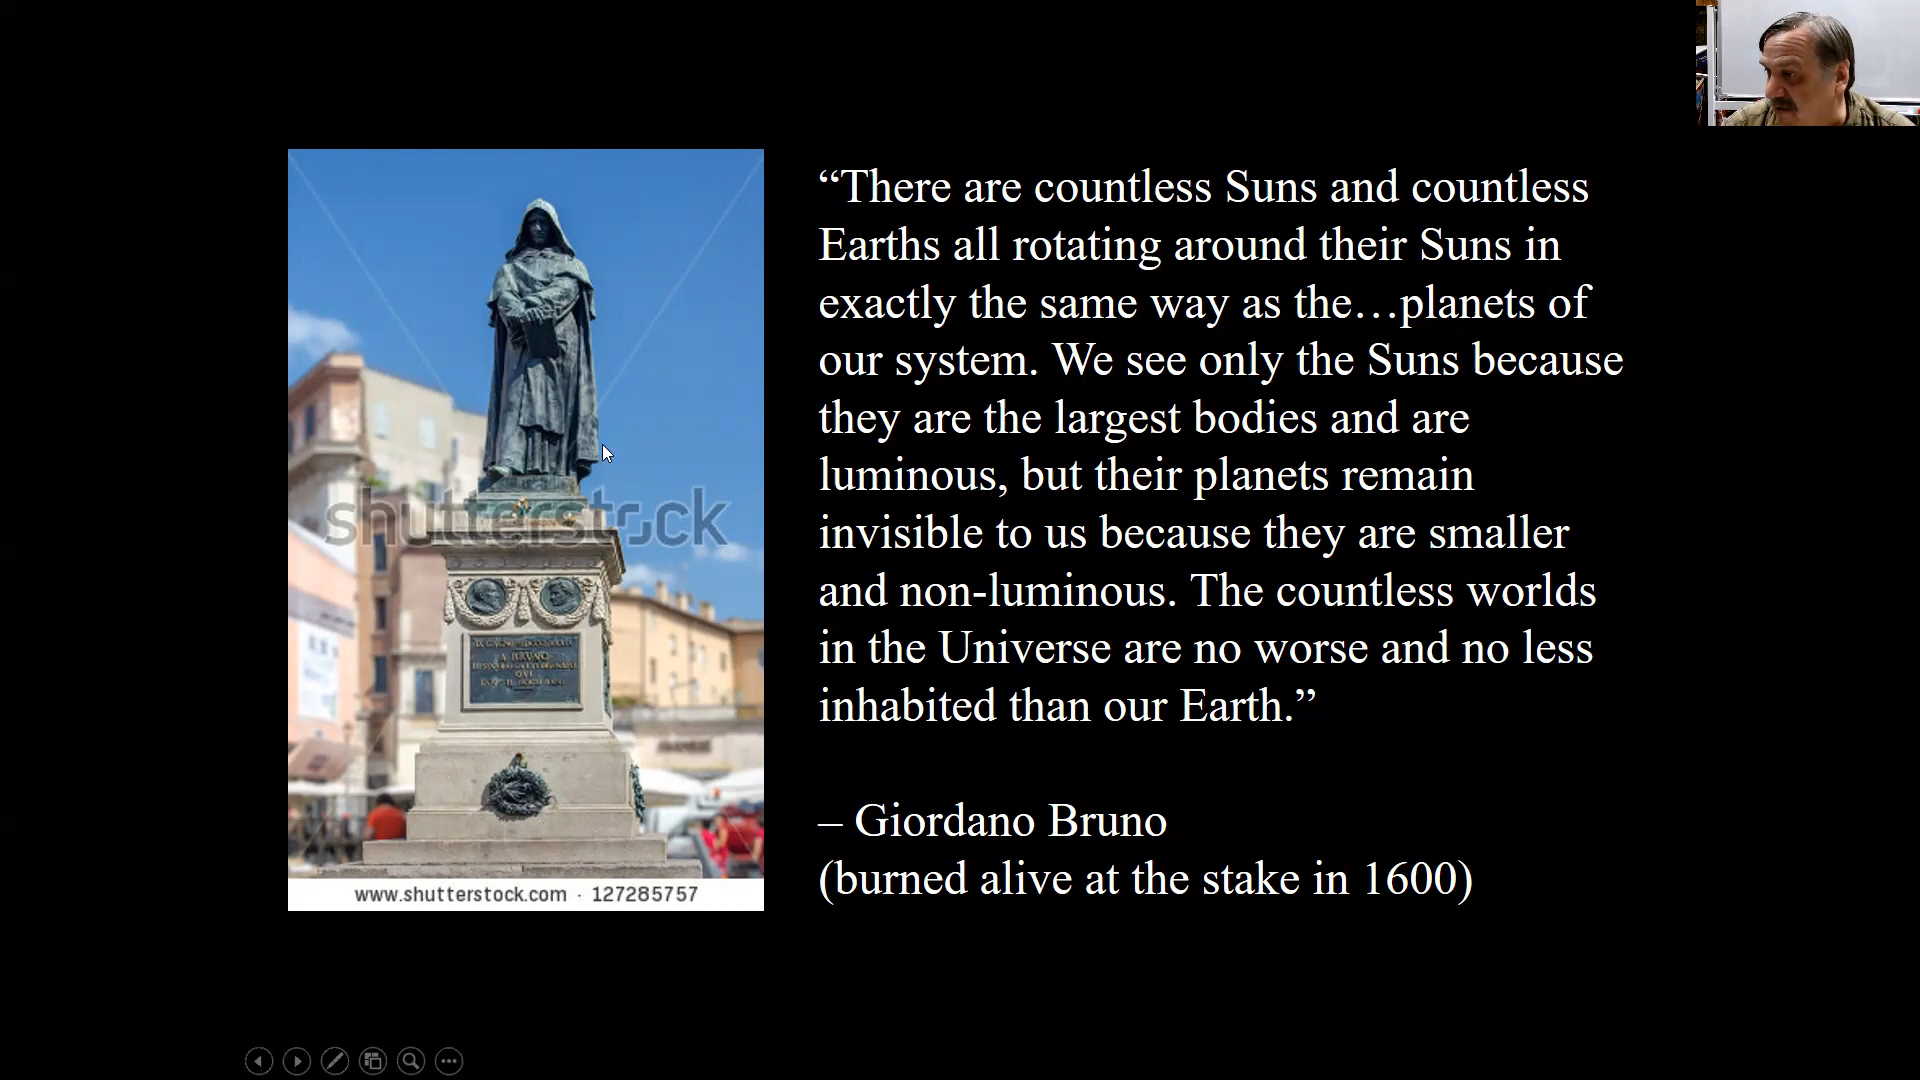 “There are countless Suns and countless
Earths all rotating around their Suns in
exactly the same way as the…planets of
our system. We see only the Suns because
they are the largest bodies and are
luminous, but their planets remain
invisible to us because they are smaller
and non-luminous. The countless worlds
in the Universe are no worse and no less
inhabited than our Earth.”
– Giordano Bruno
(burned alive at the stake in 1600)
shutterstock
A BRUNO
QUI
www.shutterstock.com · 127285757